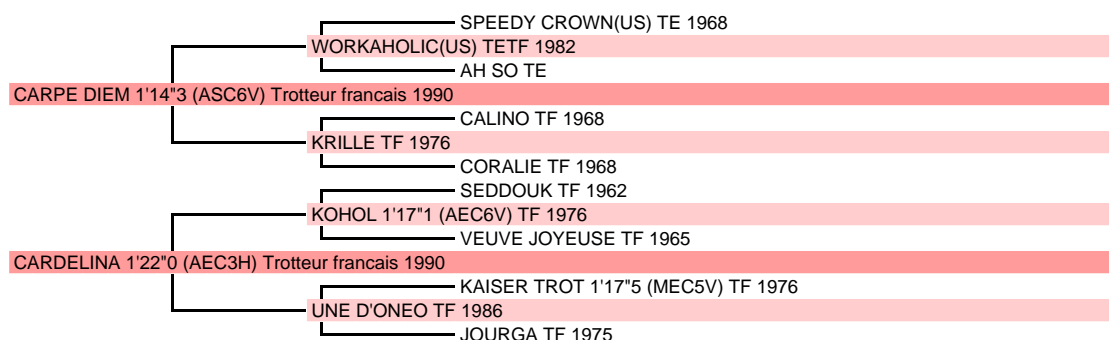 SPEEDY CROWN(US) TE 1968
WORKAHOLIC(US) TETF 1982
AH SO TE
CARPE DIEM 1'14"3 (ASC6V) Trotteur francais 1990
CALINO TF 1968
KRILLE TF 1976
CORALIE TF 1968
SEDDOUK TF 1962
KOHOL 1'17"1 (AEC6V) TF 1976
VEUVE JOYEUSE TF 1965
CARDELINA 1'22"0 (AEC3H) Trotteur francais 1990
KAISER TROT 1'17"5 (MEC5V) TF 1976
UNE D'ONEO TF 1986
JOURGA TF 1975